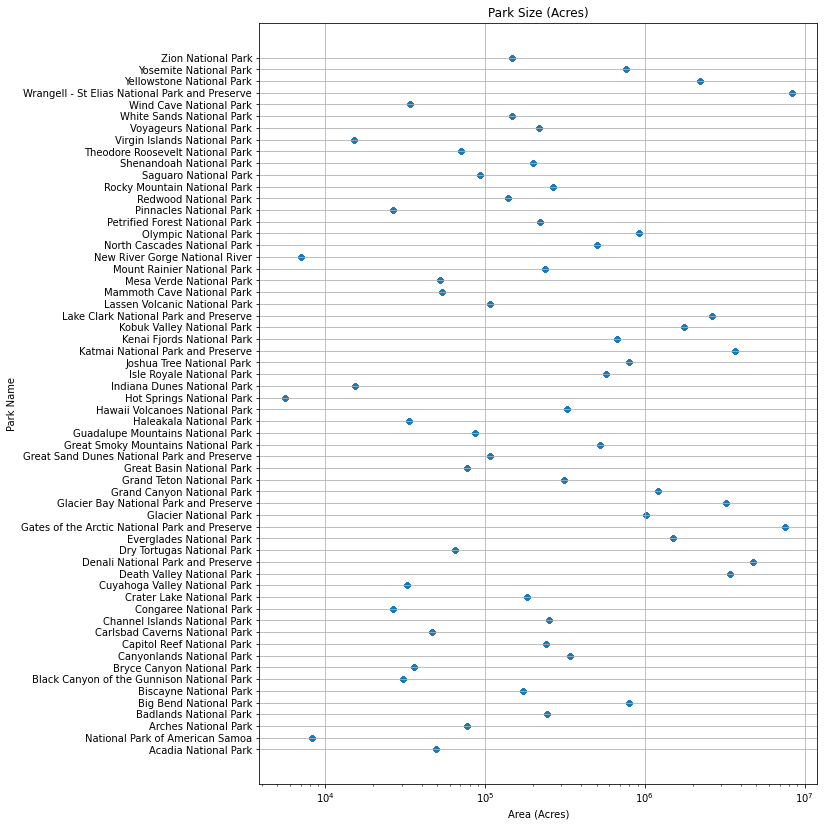 Park Size (Acres)
Zion National Park
Yosemite National Park
Yellowstone National Park
Wrangell - St Elias National Park and Preserve
Wind Cave National Park
White Sands National Park
Voyageurs National Park
Virgin Islands National Park
Theodore Roosevelt National Park
Shenandoah National Park
Saguaro National Park
Rocky Mountain National Park
Redwood National Park
Pinnacles National Park
Petrified Forest National Park
Olympic National Park
North Cascades National Park
New River Gorge National River
Mount Rainier National Park
Mesa Verde National Park
Mammoth Cave National Park
Lassen Volcanic National Park
Lake Clark National Park and Preserve
Kobuk Valley National Park
Kenai Fjords National Park
Katmai National Park and Preserve
Joshua Tree National Park
Isle Royale National Park
Indiana Dunes National Park
Hot Springs National Park
Hawaii Volcanoes National Park
Haleakala National Park
Guadalupe Mountains National Park
Great Smoky Mountains National Park
Great Sand Dunes National Park and Preserve
Great Basin National Park
Grand Teton National Park
Grand Canyon National Park
Glacier Bay National Park and Preserve
Glacier National Park
Gates of the Arctic National Park and Preserve
Everglades National Park
Dry Tortugas National Park
Denali National Park and Preserve
Death Valley National Park
Cuyahoga Valley National Park
Crater Lake National Park
Congaree National Park
Channel Islands National Park
Carlsbad Caverns National Park
Capitol Reef National Park
Canyonlands National Park
Bryce Canyon National Park
Black Canyon of the Gunnison National Park
Biscayne National Park
Big Bend National Park
Badlands National Park
Arches National Park
National Park of American Samoa
Acadia National Park
Park Name
10⁴ 10⁵ 10⁶ 10⁷
Area (Acres)